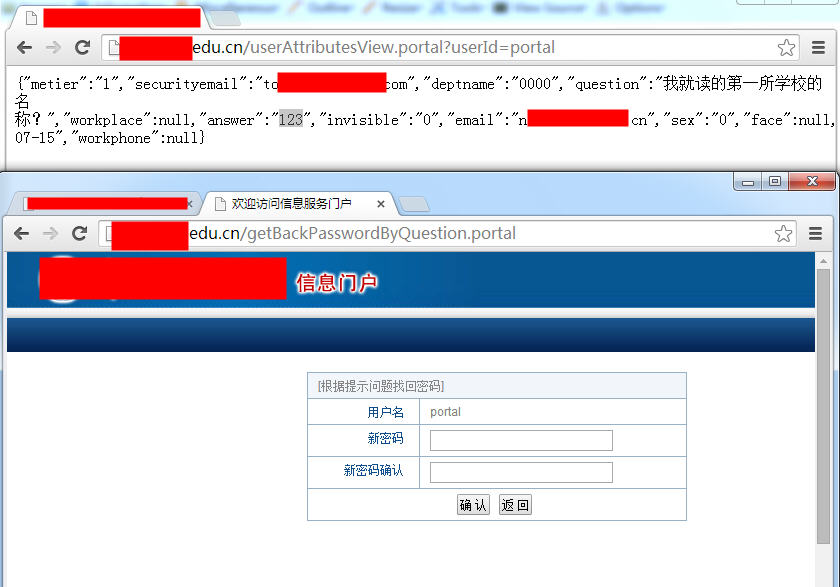 edu.cn/userAttributesView.portal?userId=portal
{"metier":"1","securityemail":"to com","deptname":"0000","question":"我就读的第一所学校的
名
称？","workplace":null,"answer":"123","invisible":"0","email":"n cn","sex":"0","face":null,
07-15","workphone":null}
欢迎访问信息服务门户
edu.cn/getBackPasswordByQuestion.portal
信息门户
[根据提示问题找回密码]
用户名 portal
新密码
新密码确认
确 认 返 回